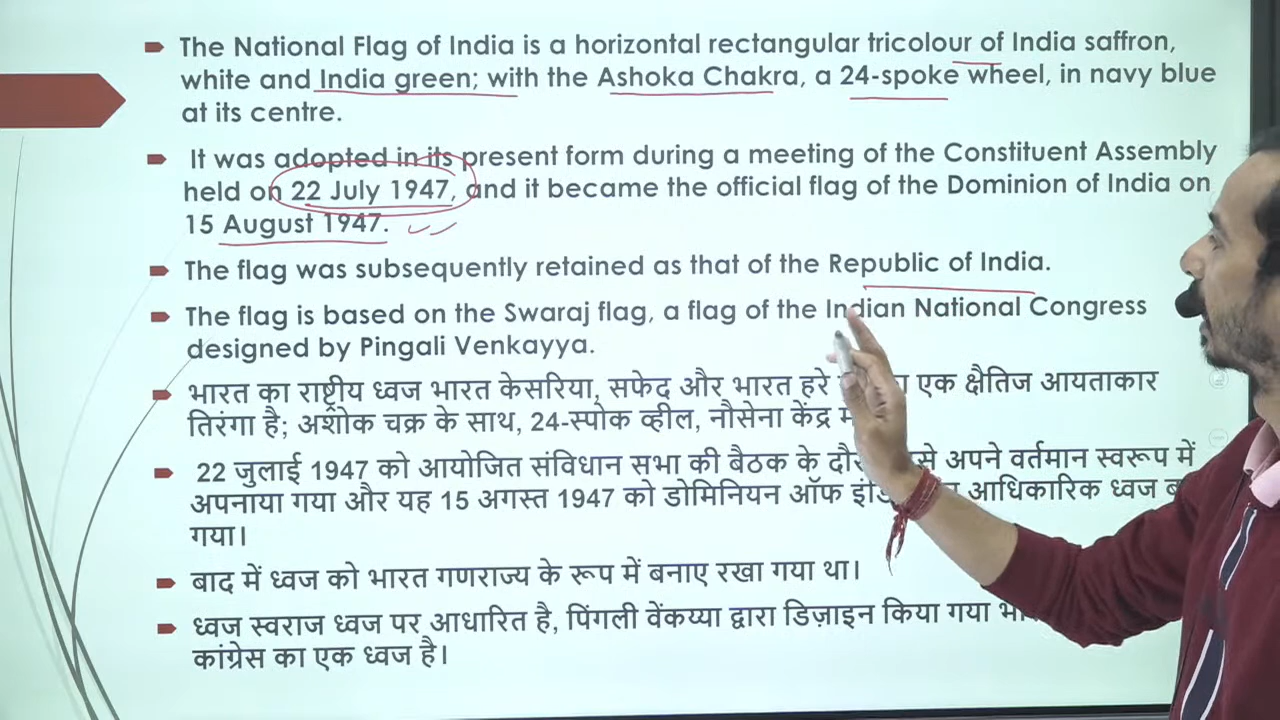 The National Flag of India is a horizontal rectangular tricolour of India saffron,
white and India green; with the Ashoka Chakra, a 24-spoke wheel, in navy blue
at its centre.
It was adopted in its present form during a meeting of the Constituent Assembly
held on 22 July 1947, and it became the official flag of the Dominion of India on
15 August 1947.
The flag was subsequently retained as that of the Republic of India.
The flag is based on the Swaraj flag, a flag of the Indian National Congress
designed by Pingali Venkayya.
भारत का राष्ट्रीय ध्वज भारत केसरिया, सफेद और भारत हरे एक क्षैतिज आयताकार
तिरंगा है; अशोक चक्र के साथ, 24-स्पोक व्हील, नौसेना केंद्र
22 जुलाई 1947 को आयोजित संविधान सभा की बैठक के अपने वर्तमान स्वरूप में
अपनाया गया और यह 15 अगस्त 1947 को डोमिनियन ऑफ आधिकारिक ध्वज
गया।
बाद में ध्वज को भारत गणराज्य के रूप में बनाए रखा गया था।
ध्वज स्वराज ध्वज पर आधारित है, पिंगली वेंकय्या द्वारा डिज़ाइन किया गया
कांग्रेस का एक ध्वज है।